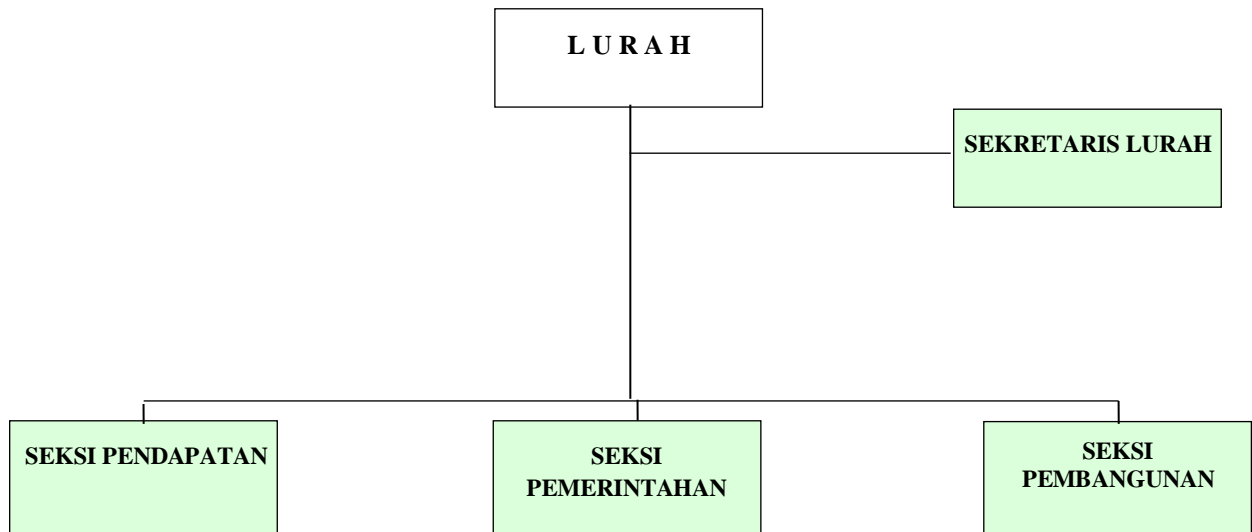 L U R A H
SEKRETARIS LURAH
SEKSI PENDAPATAN
SEKSI
PEMERINTAHAN
SEKSI
PEMBANGUNAN